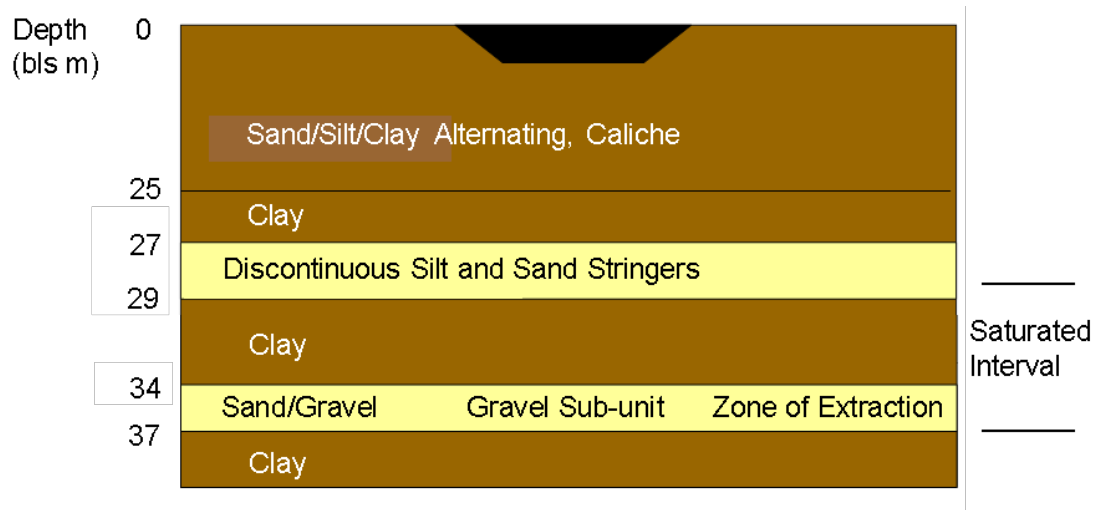 Depth 0
(bls m)
Sand/Silt/Clay Alternating, Caliche
25
Clay
27
Discontinuous Silt and Sand Stringers
29
Saturated
Interval
Clay
34
Sand/Gravel Gravel Sub-unit Zone of Extraction
37
Clay